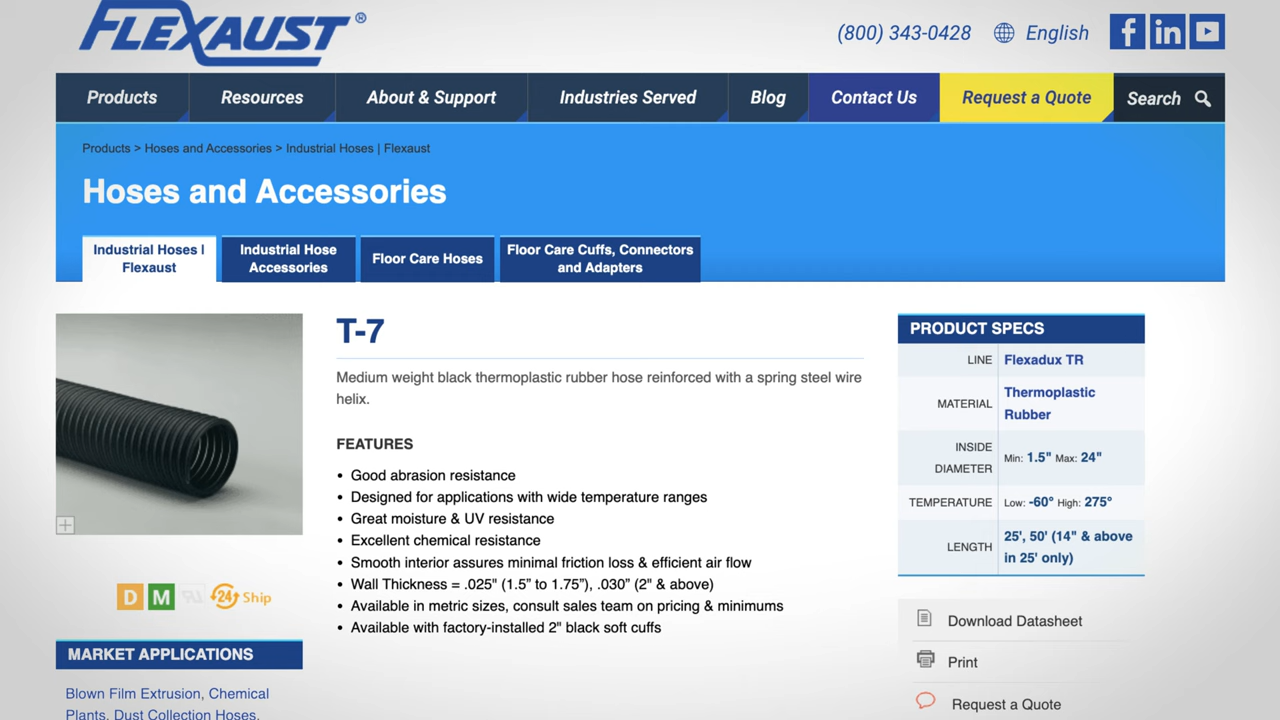 FLEXAUST®
(800) 343-0428
English
Products
Resources
About & Support
Industries Served
Blog
Contact Us
Request a Quote
Search
Products > Hoses and Accessories > Industrial Hoses | Flexaust
Hoses and Accessories
Industrial Hoses |
Flexaust
Industrial Hose
Accessories
Floor Care Hoses
Floor Care Cuffs, Connectors
and Adapters
T-7
Medium weight black thermoplastic rubber hose reinforced with a spring steel wire
helix.
FEATURES
• Good abrasion resistance
• Designed for applications with wide temperature ranges
• Great moisture & UV resistance
• Excellent chemical resistance
• Smooth interior assures minimal friction loss & efficient air flow
• Wall Thickness = .025" (1.5” to 1.75”), .030” (2" & above)
• Available in metric sizes, consult sales team on pricing & minimums
• Available with factory-installed 2" black soft cuffs
D M 24 Ship
MARKET APPLICATIONS
Blown Film Extrusion, Chemical
Plants, Dust Collection Hoses,
PRODUCT SPECS
LINE Flexadux TR
MATERIAL Thermoplastic
Rubber
INSIDE
DIAMETER Min: 1.5" Max: 24"
TEMPERATURE Low: -60° High: 275°
LENGTH 25', 50' (14" & above
in 25' only)
Download Datasheet
Print
Request a Quote